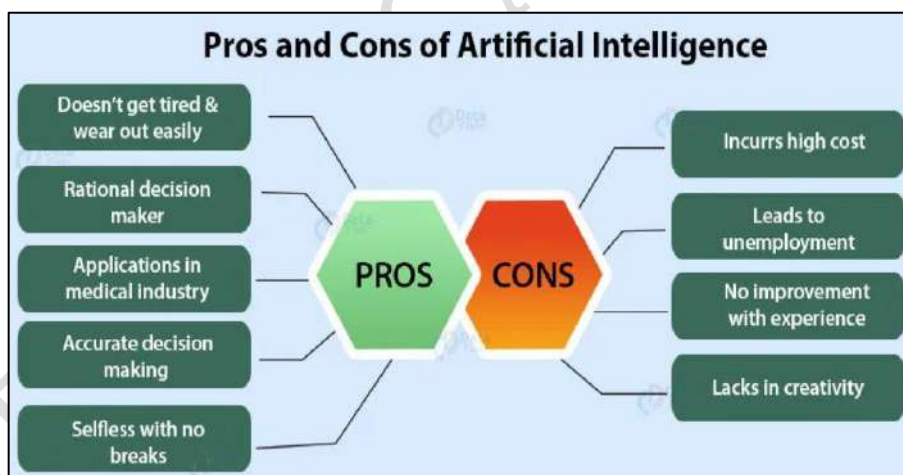 Pros and Cons of Artificial Intelligence
Doesn't get tired &
wear out easily
Rational decision
maker
Applications in
medical industry
Accurate decision
making
Selfless with no
breaks
PROS
CONS
Incurrs high cost
Leads to
unemployment
No improvement
with experience
Lacks in creativity